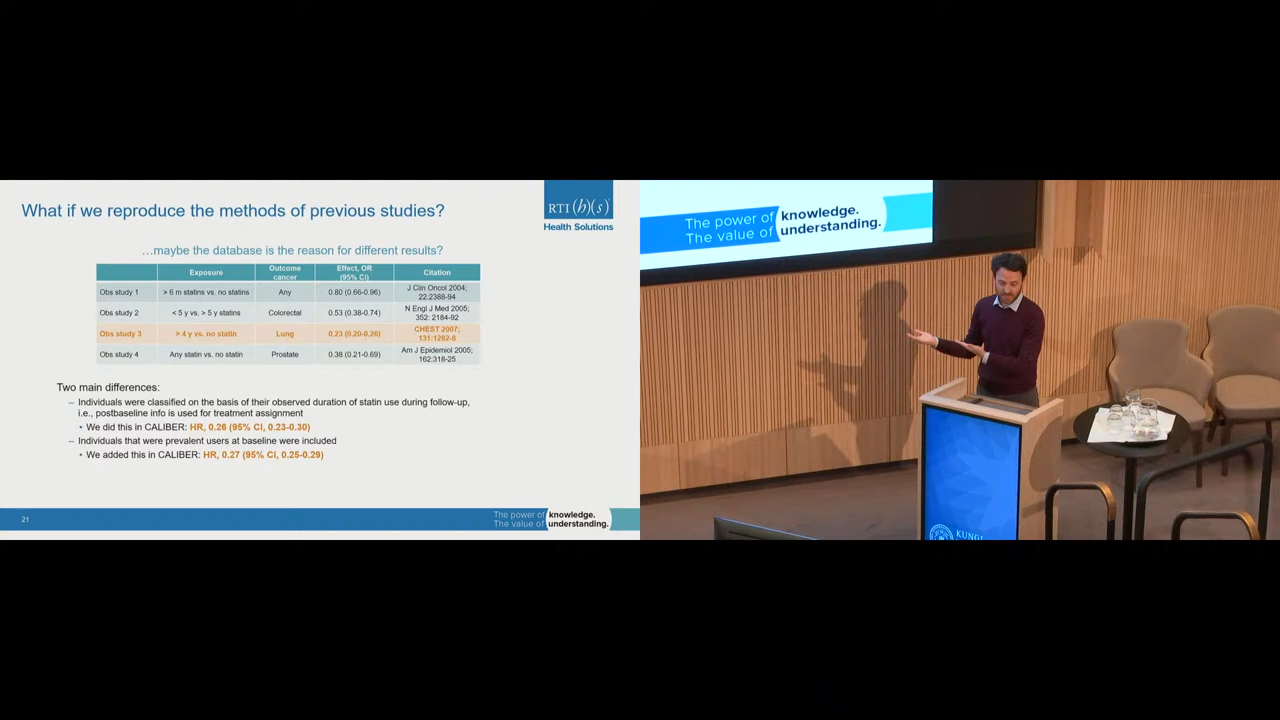 What if we reproduce the methods of previous studies?
RTI (h)(s)
Health Solutions
…maybe the database is the reason for different results?
Exposure Outcome cancer Effect, OR (95% CI) Citation
Obs study 1 > 6 m statins vs. no statins Any 0.80 (0.66-0.96) J Clin Oncol 2004; 22:2388-94
Obs study 2 < 5 y vs. > 5 y statins Colorectal 0.53 (0.38-0.74) N Engl J Med 2005; 352: 2184-92
Obs study 3 > 4 y vs. no statin Lung 0.23 (0.20-0.26) CHEST 2007; 131:1282-8
Obs study 4 Any statin vs. no statin Prostate 0.38 (0.21-0.69) Am J Epidemiol 2005; 162:318-25
Two main differences:
– Individuals were classified on the basis of their observed duration of statin use during follow-up,
i.e., postbaseline info is used for treatment assignment
• We did this in CALIBER: HR, 0.26 (95% CI, 0.23-0.30)
– Individuals that were prevalent users at baseline were included
• We added this in CALIBER: HR, 0.27 (95% CI, 0.25-0.29)
21
The power of knowledge.
The value of understanding.
The power of knowledge.
The value of understanding.
KUNGL